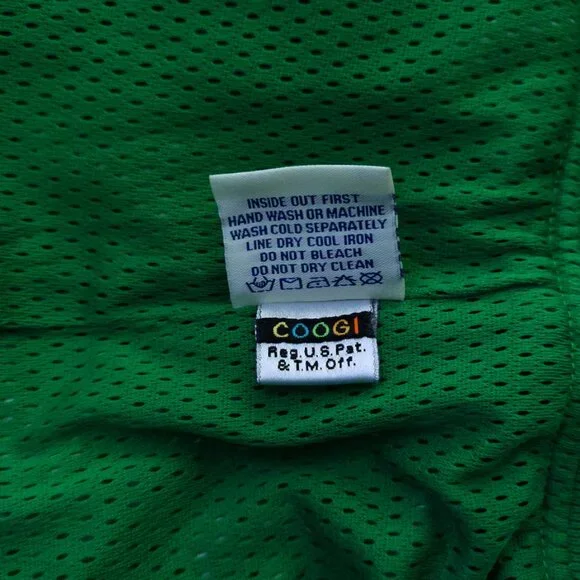 INSIDE OUT FIRST
HAND WASH OR MACHINE
WASH COLD SEPARATELY
LINE DRY COOL IRON
DO NOT BLEACH
DO NOT DRY CLEAN
COOGI
Reg.U.S.Pat.
& T.M. Off.